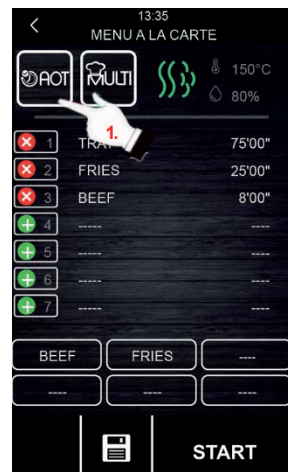 13:35
MENU A LA CARTE
AOT MULTI 150°C
80%
1.
1 75'00"
2 FRIES 25'00"
3 BEEF 8'00"
4 ----- ----
5 ----- ----
6 ----- ----
7 ----- ----
BEEF FRIES ----
---- ---- ----
START